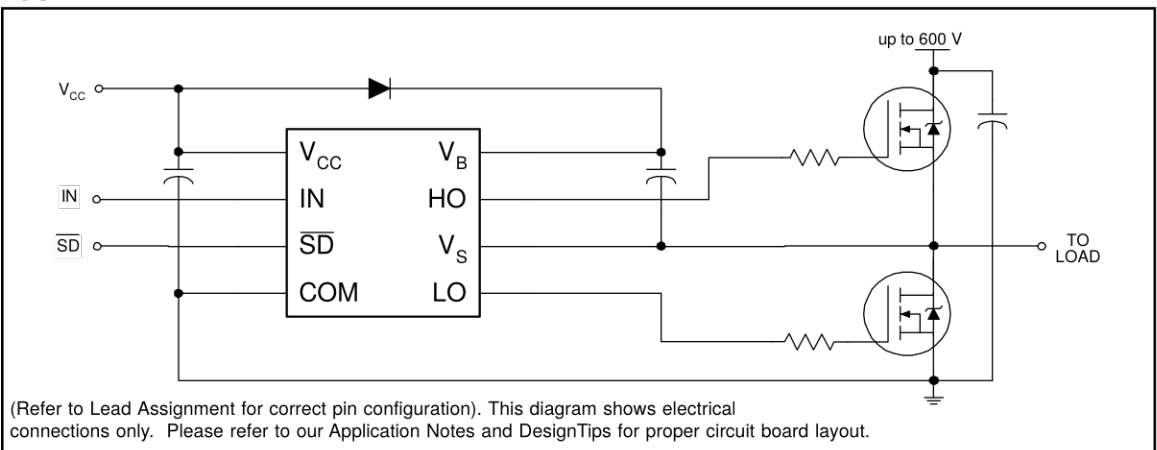 up to 600 V
VCC
VCC VB
IN IN HO
SD SD VS
TO
LOAD
COM LO
(Refer to Lead Assignment for correct pin configuration). This diagram shows electrical
connections only. Please refer to our Application Notes and DesignTips for proper circuit board layout.